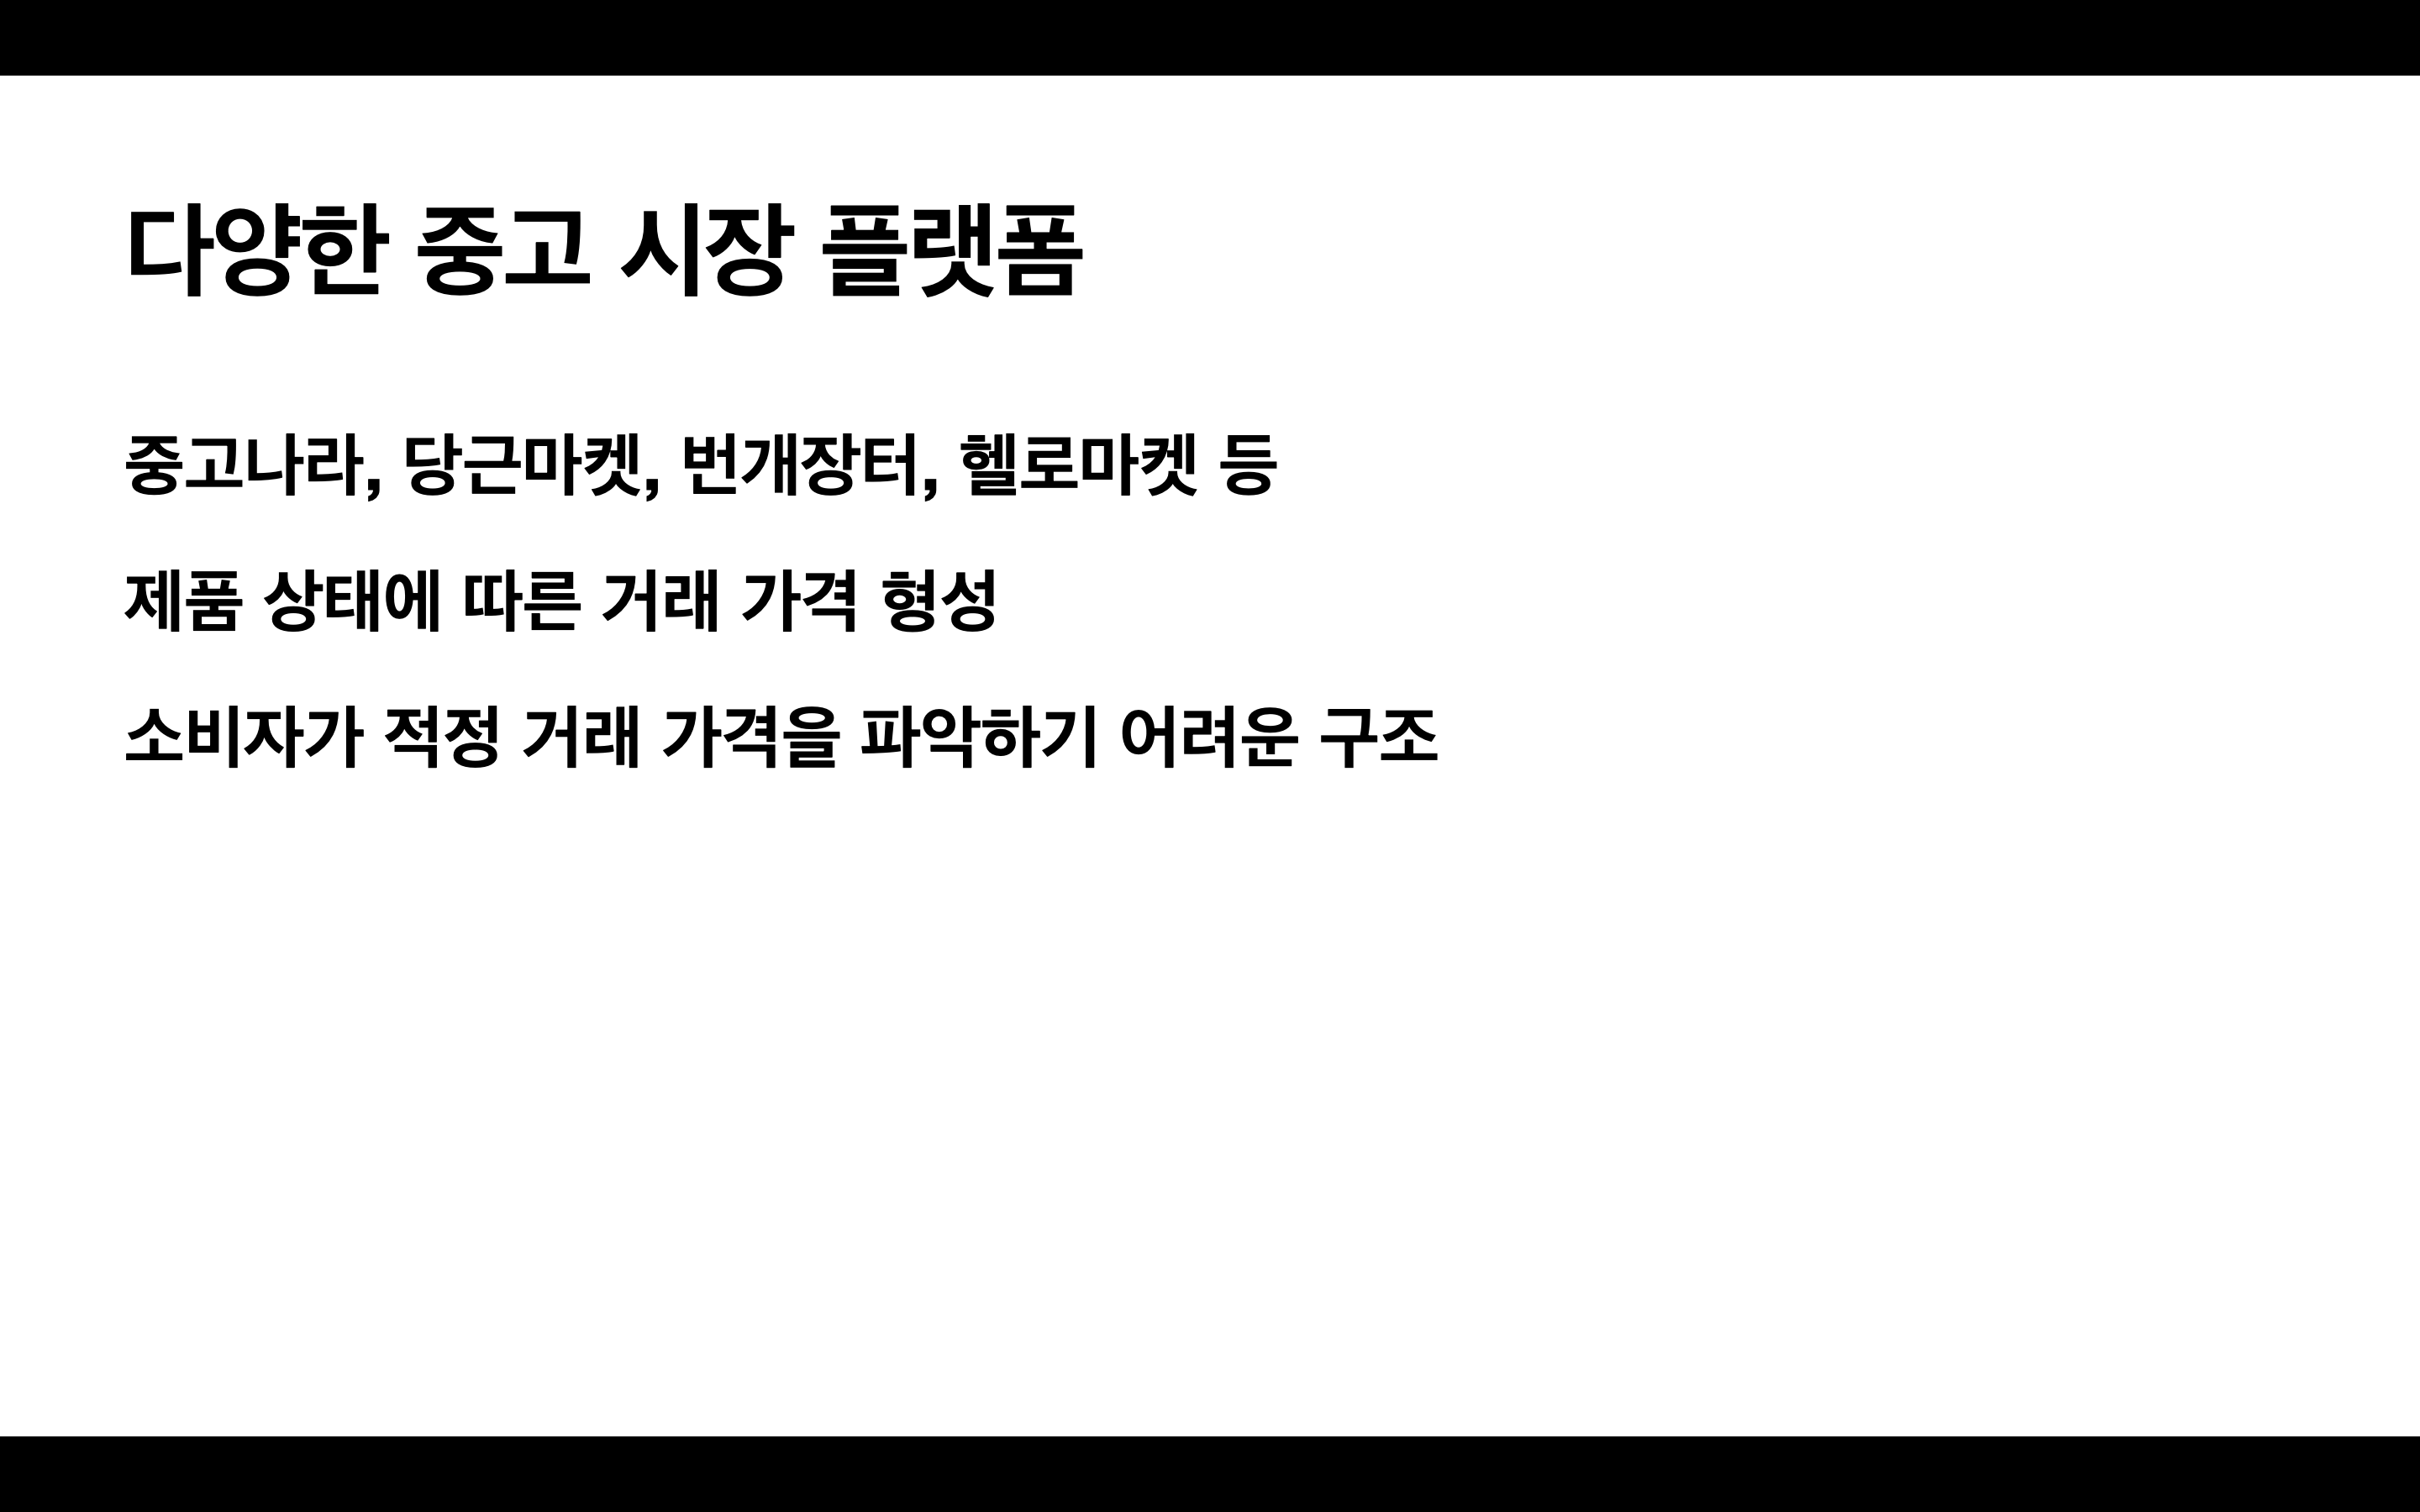 다양한 중고 시장 플랫폼
중고나라, 당근마켓, 번개장터, 헬로마켓 등
제품 상태에 따른 거래 가격 형성
소비자가 적정 거래 가격을 파악하기 어려운 구조